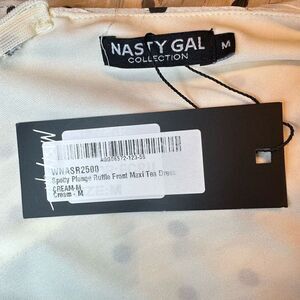 NASTY GAL
COLLECTION
M
WNASR2500
Spotty Plunge Ruffle Front Maxi Tea Dress
CREAM-M
Cream - M